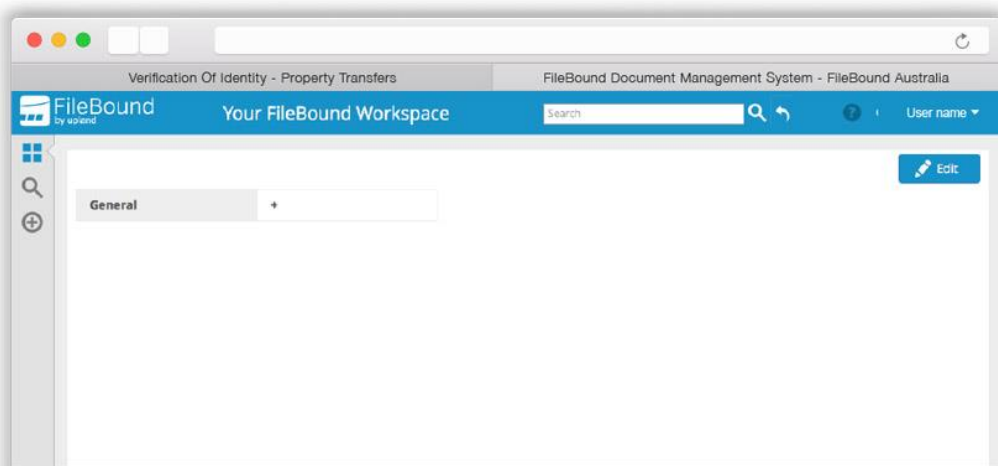 Verification Of Identity - Property Transfers
FileBound Document Management System - FileBound Australia
FileBound
by upland
Your FileBound Workspace
Search
?
User name
Edit
General
+